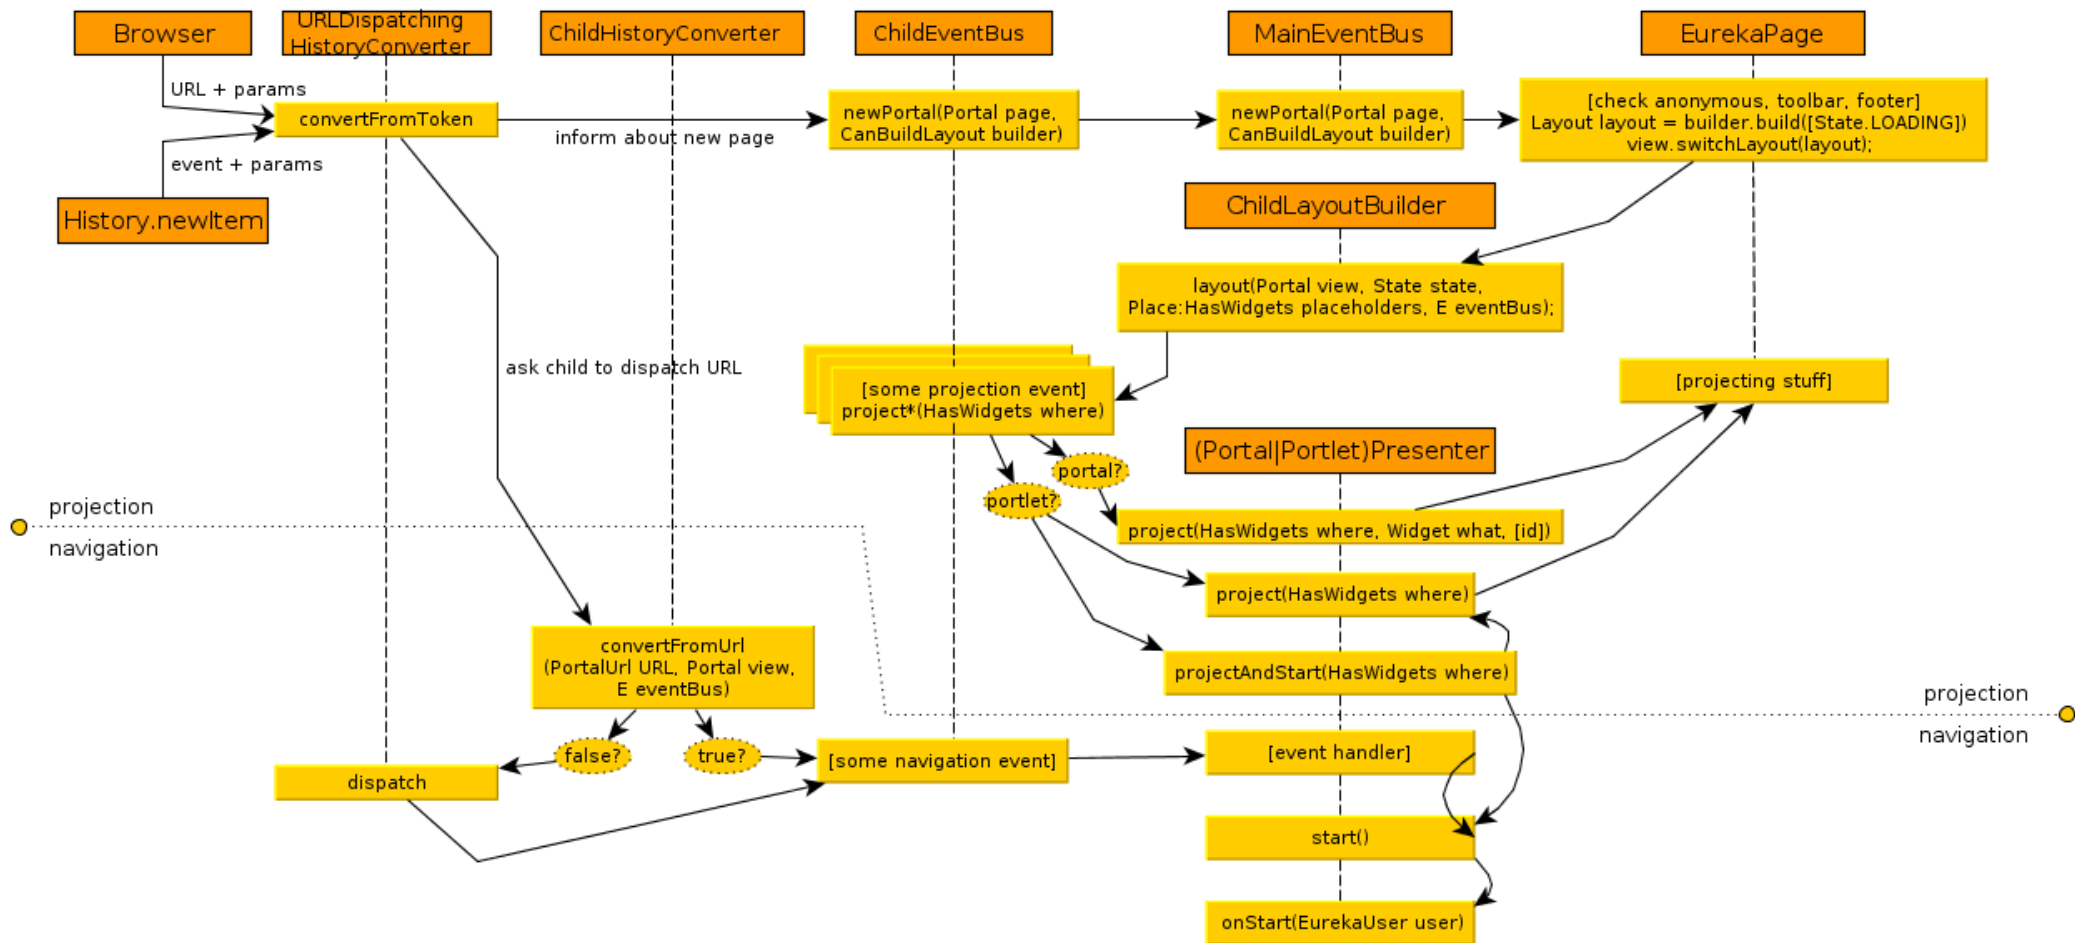 Browser
URLDispatching
HistoryConverter
ChildHistoryConverter
ChildEventBus
MainEventBus
EurekaPage
URL + params
convertFromToken
event + params
History.newItem
inform about new page
newPortal(Portal page,
CanBuildLayout builder)
newPortal(Portal page,
CanBuildLayout builder)
[check anonymous, toolbar, footer]
Layout layout = builder.build([State.LOADING])
view.switchLayout(layout);
ChildLayoutBuilder
layout(Portal view, State state,
Place:HasWidgets placeholders, E eventBus);
ask child to dispatch URL
[some projection event]
project*(HasWidgets where)
[projecting stuff]
(Portal|Portlet)Presenter
portal?
portlet?
projection
navigation
project(HasWidgets where, Widget what, [id])
project(HasWidgets where)
convertFromUrl
(PortalUrl URL, Portal view,
E eventBus)
projectAndStart(HasWidgets where)
projection
navigation
false?
true?
[some navigation event]
[event handler]
dispatch
start()
onStart(EurekaUser user)